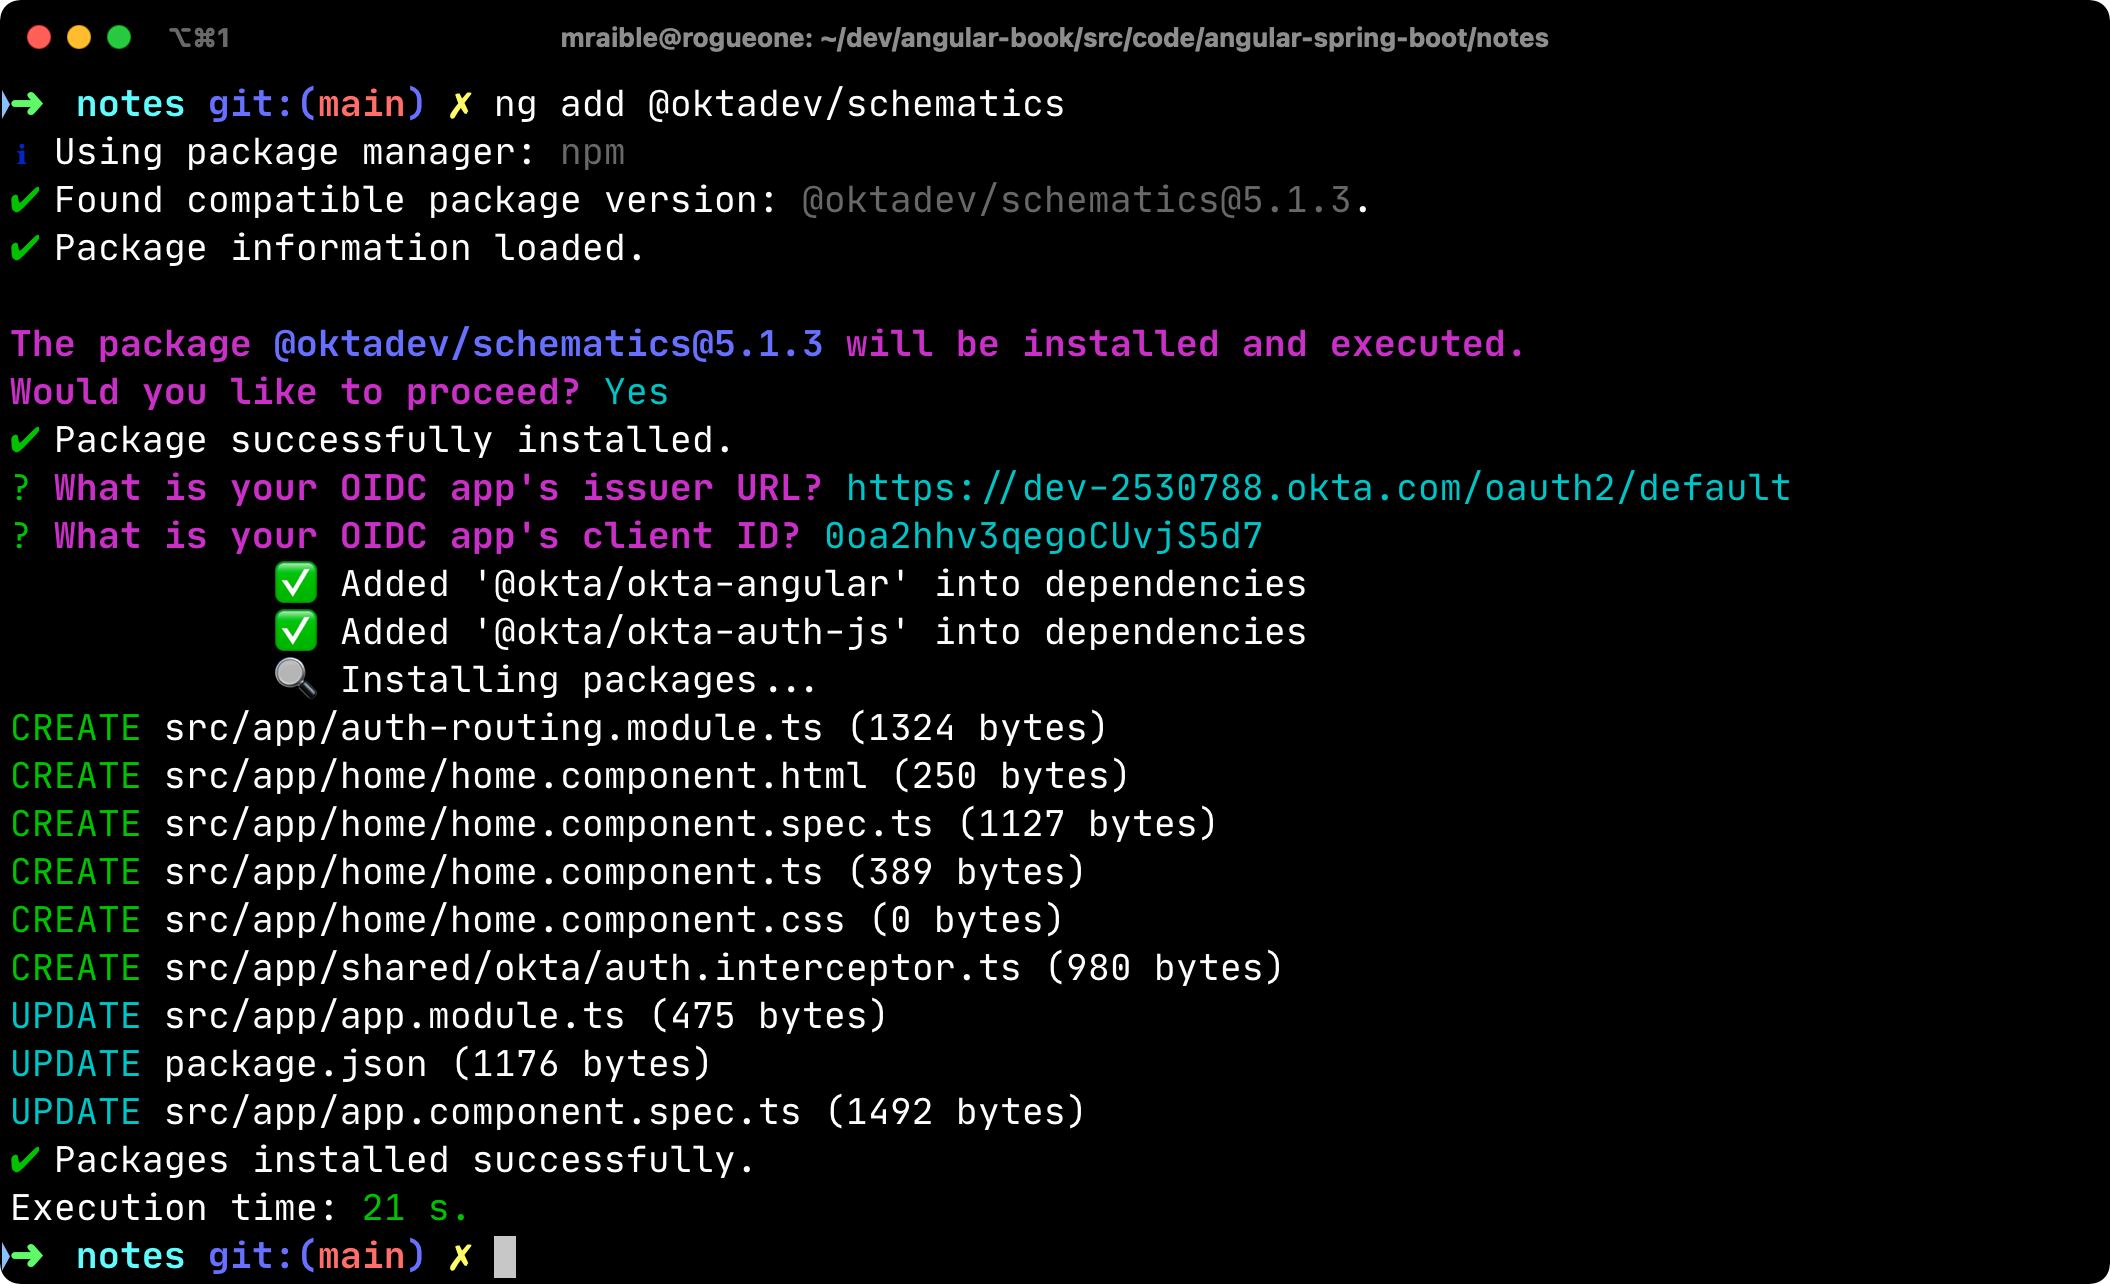 ⌥⌘1 mraible@rogueone: ~/dev/angular-book/src/code/angular-spring-boot/notes
➜ notes git:(main) ✗ ng add @oktadev/schematics
ℹ Using package manager: npm
✔ Found compatible package version: @oktadev/schematics@5.1.3.
✔ Package information loaded.
The package @oktadev/schematics@5.1.3 will be installed and executed.
Would you like to proceed? Yes
✔ Package successfully installed.
? What is your OIDC app's issuer URL? https://dev-2530788.okta.com/oauth2/default
? What is your OIDC app's client ID? 0oa2hhv3qegoCUvjS5d7
✅ Added '@okta/okta-angular' into dependencies
✅ Added '@okta/okta-auth-js' into dependencies
🔍 Installing packages...
CREATE src/app/auth-routing.module.ts (1324 bytes)
CREATE src/app/home/home.component.html (250 bytes)
CREATE src/app/home/home.component.spec.ts (1127 bytes)
CREATE src/app/home/home.component.ts (389 bytes)
CREATE src/app/home/home.component.css (0 bytes)
CREATE src/app/shared/okta/auth.interceptor.ts (980 bytes)
UPDATE src/app/app.module.ts (475 bytes)
UPDATE package.json (1176 bytes)
UPDATE src/app/app.component.spec.ts (1492 bytes)
✔ Packages installed successfully.
Execution time: 21 s.
➜ notes git:(main) ✗